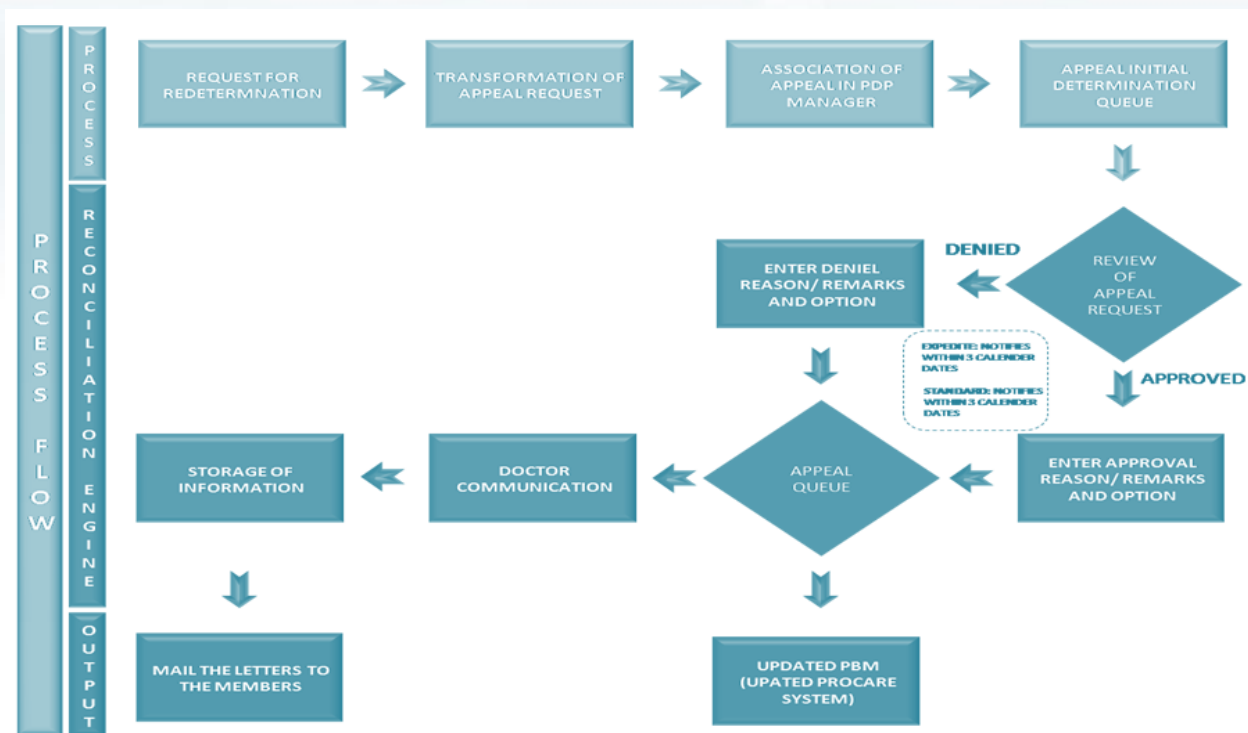 PROCESS FLOW
PROCESS
REQUEST FOR
REDETERMNATION
TRANSFORMATION OF
APPEAL REQUEST
ASSOCIATION OF
APPEAL IN PDP
MANAGER
APPEAL INITIAL
DETERMINATION
QUEUE
RECONCILIATION ENGINE
REVIEW
OF
APPEAL
REQUEST
DENIED
ENTER DENIEL
REASON/ REMARKS
AND OPTION
EXPEDITE: NOTIFIES
WITHIN 3 CALENDER
DATES
STANDARD: NOTIFIES
WITHIN 3 CALENDER
DATES
APPROVED
ENTER APPROVAL
REASON/ REMARKS
AND OPTION
APPEAL
QUEUE
DOCTOR
COMMUNICATION
STORAGE OF
INFORMATION
OUTPUT
MAIL THE LETTERS TO
THE MEMBERS
UPDATED PBM
(UPATED PROCARE
SYSTEM)